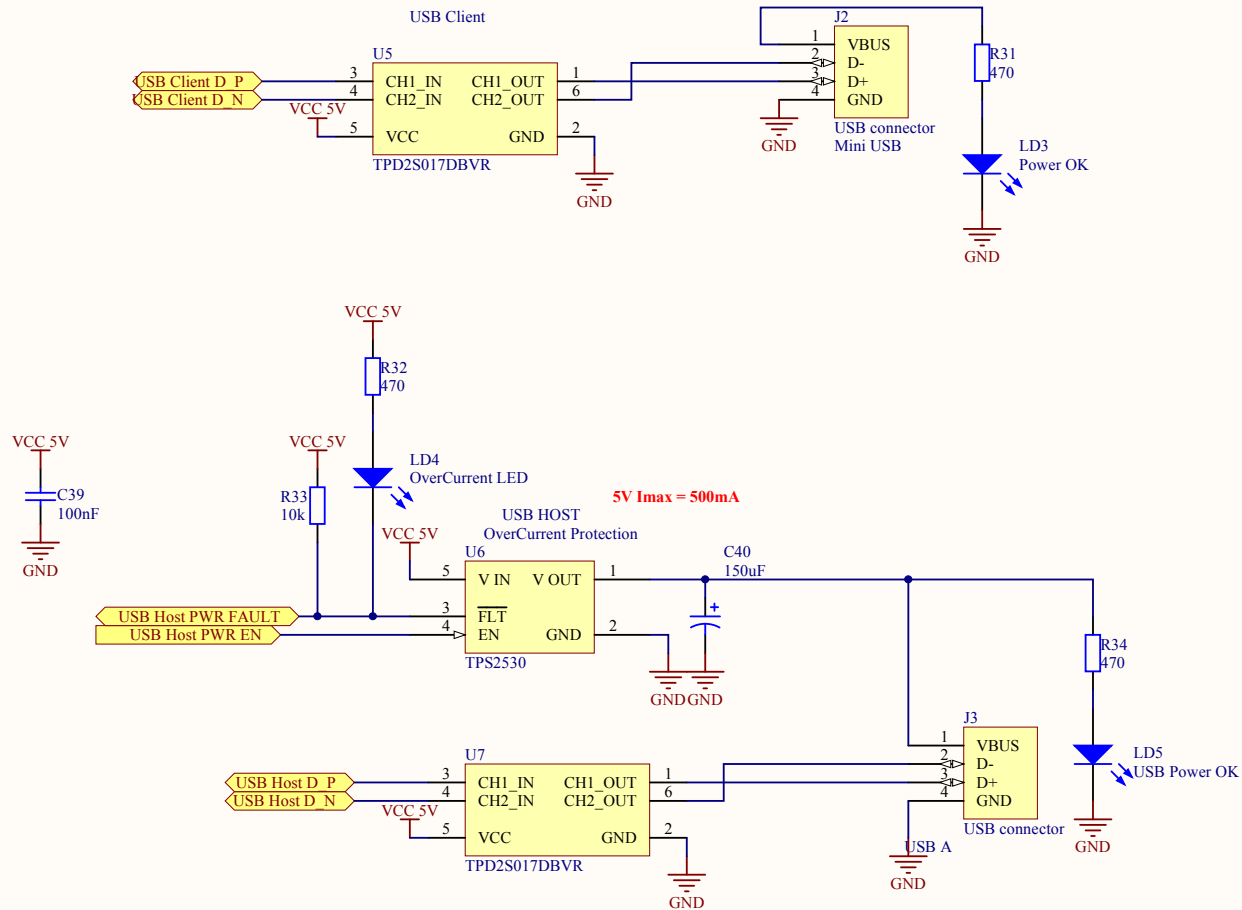 USB Client
J2
1
VBUS
2
D-
3
D+
4
GND
USB connector
Mini USB
GND
R31
470
LD3
Power OK
GND
U5
USB Client D_P
3
CH1_IN
CH1_OUT
1
USB Client D_N
4
CH2_IN
CH2_OUT
6
VCC 5V
5
VCC
GND
2
TPD2S017DBVR
GND
VCC 5V
R32
470
VCC 5V
C39
100nF
GND
VCC 5V
R33
10k
LD4
OverCurrent LED
5V Imax = 500mA
USB HOST
OverCurrent Protection
VCC 5V
U6
5
V IN
V OUT
1
USB Host PWR FAULT
3
FLT
USB Host PWR EN
4
EN
GND
2
TPS2530
GND
C40
150uF
+
GND
R34
470
LD5
USB Power OK
GND
J3
1
VBUS
2
D-
3
D+
4
GND
USB connector
USB A
GND
U7
USB Host D_P
3
CH1_IN
CH1_OUT
1
USB Host D_N
4
CH2_IN
CH2_OUT
6
VCC 5V
5
VCC
GND
2
TPD2S017DBVR
GND